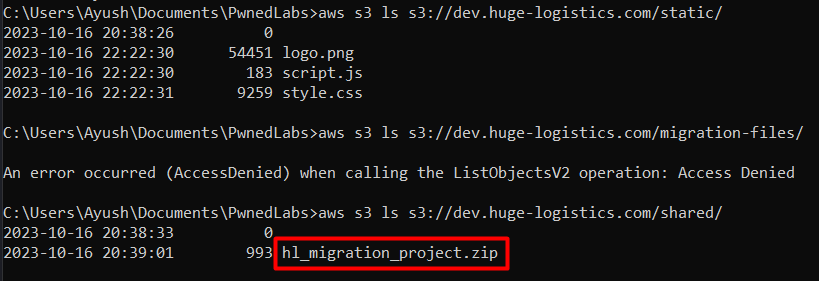 C:\Users\Ayush\Documents\PwnedLabs>aws s3 ls s3://dev.huge-logistics.com/static/
2023-10-16 20:38:26          0
2023-10-16 22:22:30      54451 logo.png
2023-10-16 22:22:30        183 script.js
2023-10-16 22:22:31       9259 style.css
C:\Users\Ayush\Documents\PwnedLabs>aws s3 ls s3://dev.huge-logistics.com/migration-files/
An error occurred (AccessDenied) when calling the ListObjectsV2 operation: Access Denied
C:\Users\Ayush\Documents\PwnedLabs>aws s3 ls s3://dev.huge-logistics.com/shared/
2023-10-16 20:38:33          0
2023-10-16 20:39:01        993 hl_migration_project.zip